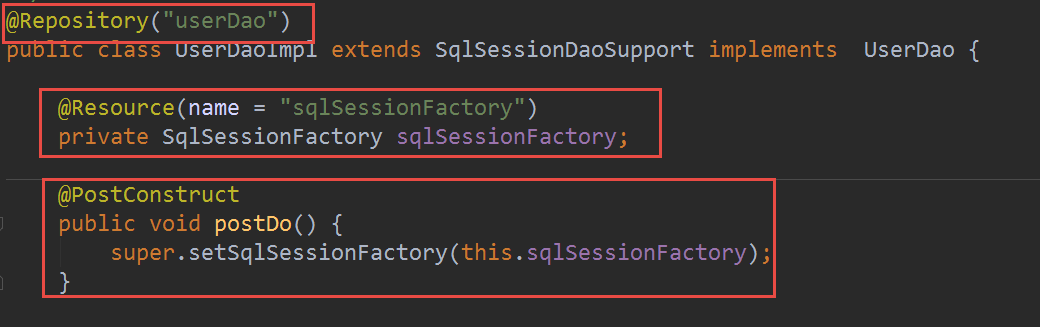 @Repository("userDao")
public class UserDaoImpl extends SqlSessionDaoSupport implements  UserDao {
@Resource(name = "sqlSessionFactory")
private SqlSessionFactory sqlSessionFactory;
@PostConstruct
public void postDo() {
super.setSqlSessionFactory(this.sqlSessionFactory);
}